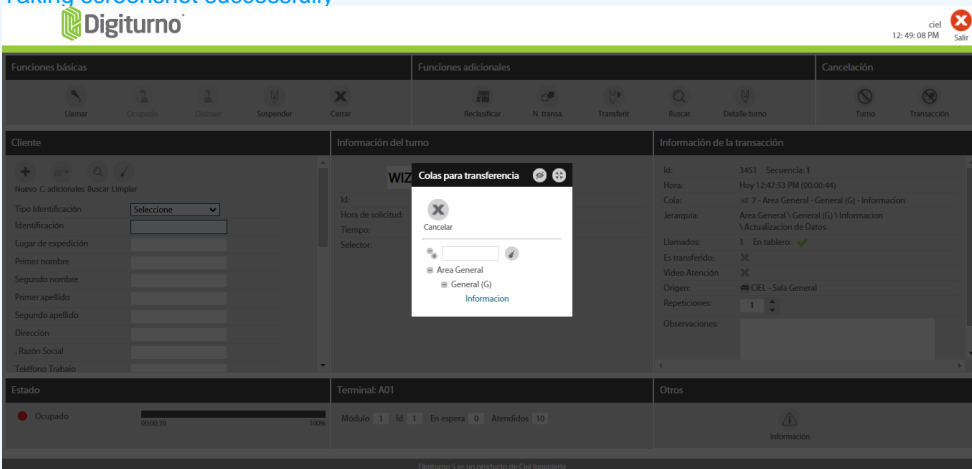 Taking screenshot successfully
Digiturno
ciel
12: 49: 08 PM
Salir
Funciones básicas
Funciones adicionales
Cancelación
Llamar
Ocupado
Distraer
Suspender
Cerrar
Reclasificar
N. transa.
Transferir
Buscar
Detalle turno
Turno
Transacción
Cliente
Nuevo C. adicionales Buscar Limpiar
Tipo Identificación Seleccione
Identificación
Lugar de expedición
Primer nombre
Segundo nombre
Primer apellido
Segundo apellido
Dirección
. Razón Social
Teléfono Trabajo
Información del turno
WIZ
Id:
Hora de solicitud:
Tiempo:
Selector:
Colas para transferencia
Cancelar
Area General
General (G)
Informacion
Información de la transacción
Id: 3451 Secuencia: 1
Hora: Hoy 12:47:53 PM (00:00:44)
Cola: 7 - Area General - General (G) - Informacion
Jerarquía: Area General \ General (G) \ Informacion
\ Actualizacion de Datos
Llamados: 1 En tablero:
Es transferido:
Video Atención
Origen: CIEL - Sala General
Repeticiones: 1
Observaciones:
Estado
Ocupado
00:00:39 100%
Terminal: A01
Módulo 1 Id 1 En espera 0 Atendidos 10
Otros
Información
Digiturno 5 es un producto de Ciel Ingeniería